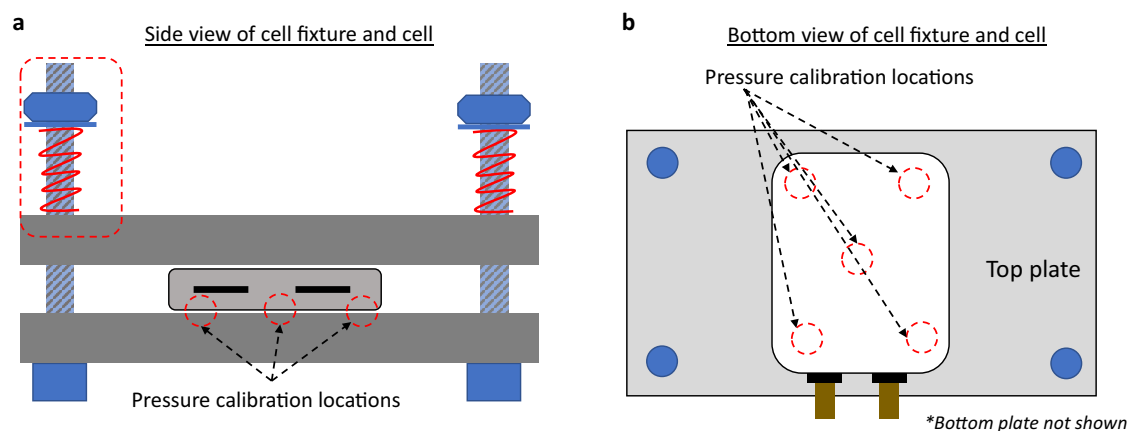 a
Side view of cell fixture and cell
Pressure calibration locations
b
Bottom view of cell fixture and cell
Pressure calibration locations
Top plate
*Bottom plate not shown